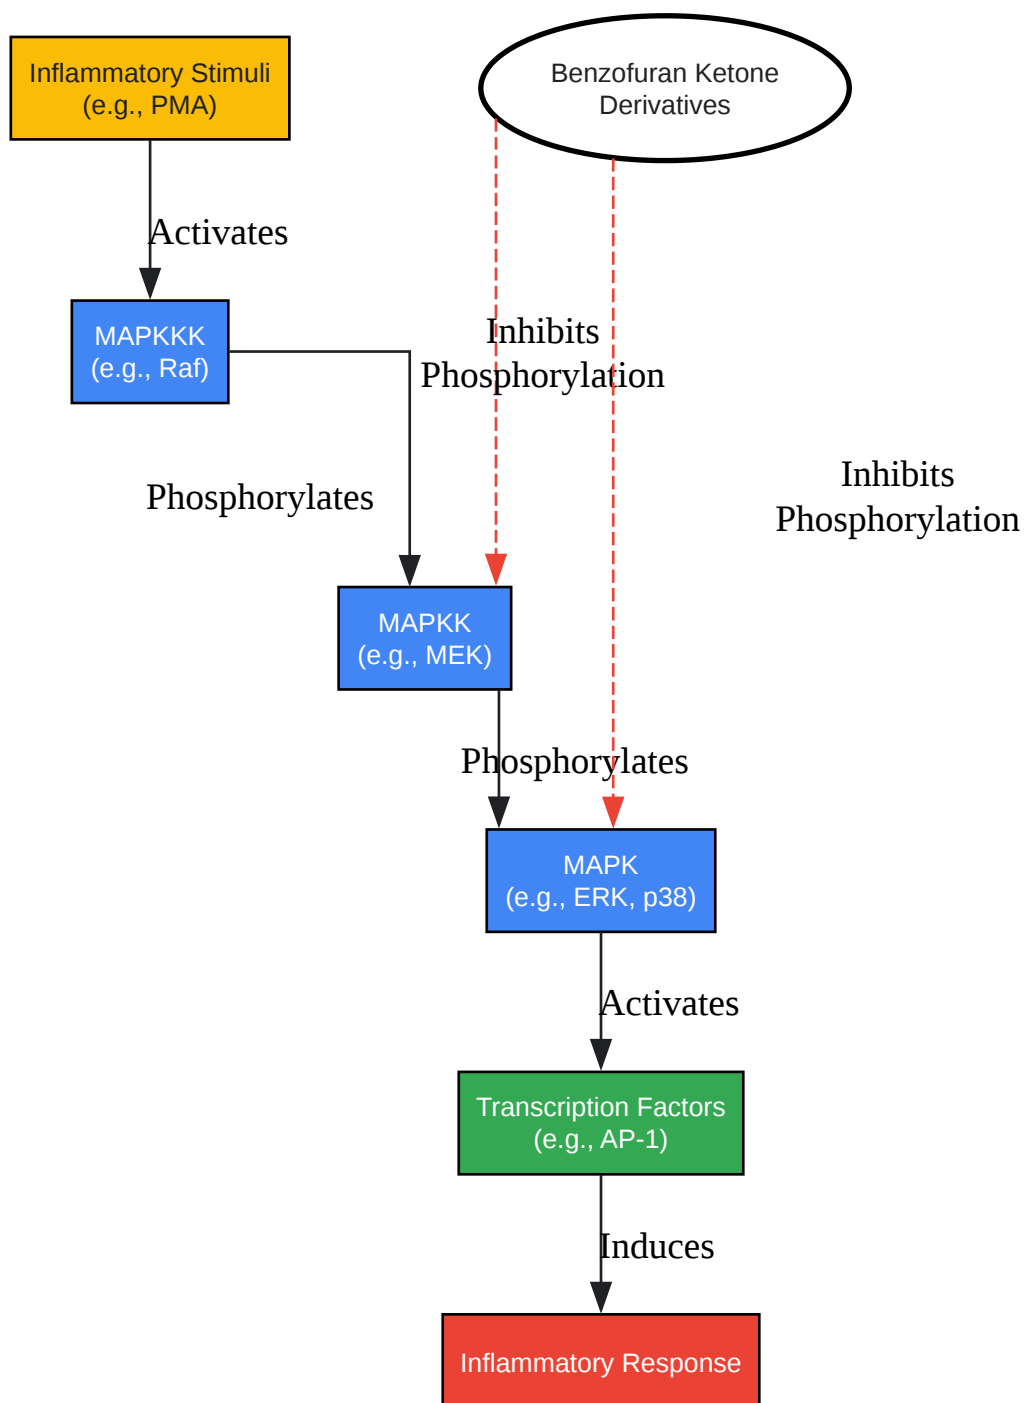 Inflammatory Stimuli
(e.g., PMA)
Benzofuran Ketone
Derivatives
Activates
MAPKKK
(e.g., Raf)
Inhibits
Phosphorylation
Phosphorylates
Inhibits
Phosphorylation
MAPKK
(e.g., MEK)
Phosphorylates
MAPK
(e.g., ERK, p38)
Activates
Transcription Factors
(e.g., AP-1)
Induces
Inflammatory Response